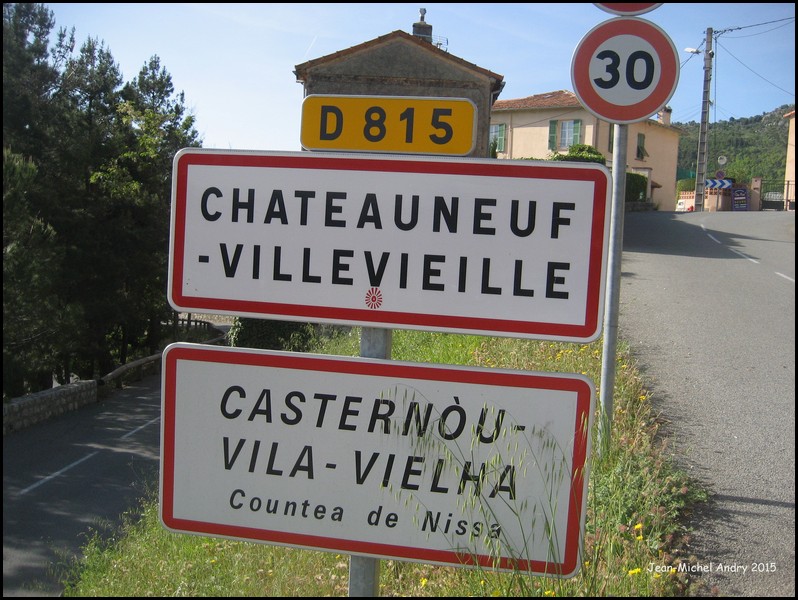 30
D 815
CHATEAUNEUF
-VILLEVIEILLE
CASTERNÒU-
VILA-VIELHA
Countea de Nissa
Jean-Michel Andry 2015